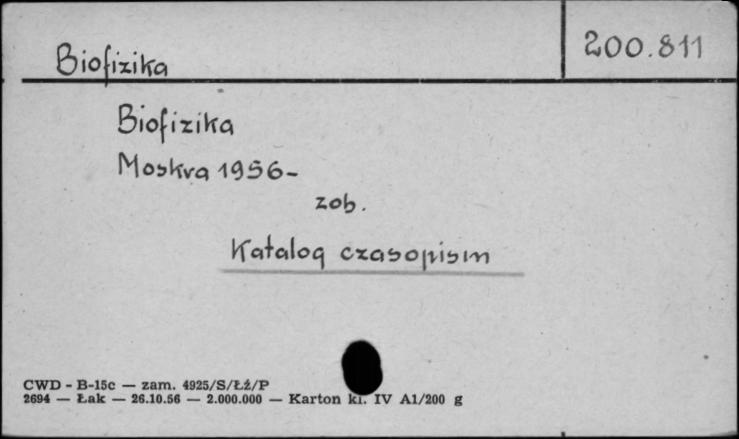 Biofizika
200.811
Biofizika
Moskva 1956-
zob.
Katalog czasopism
CWD - B-15c — zam. 4925/S/Łż/P
2694 — Łak — 26.10.56 — 2.000.000 — Karton kl. IV A1/200 g